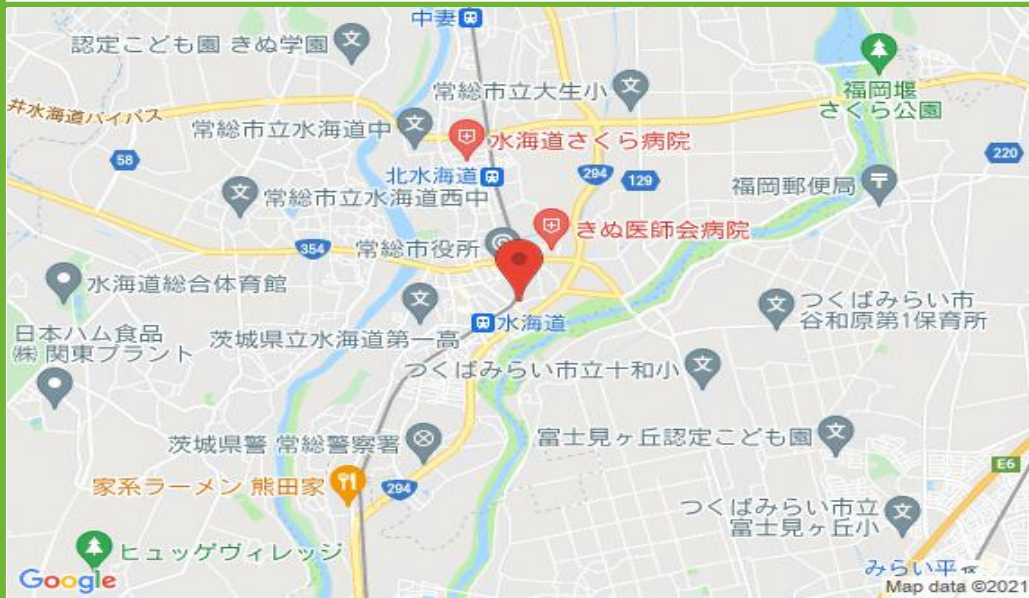 中妻
認定こども園 きぬ学園
福岡堰
さくら公園
常総市立大生小
井水海道バイパス
常総市立水海道中
水海道さくら病院
220
58
北水海道
294
129
福岡郵便局
常総市立水海道西中
きぬ医師会病院
354
常総市役所
水海道総合体育館
つくばみらい市
谷和原第1保育所
水海道
日本ハム食品
㈱ 関東プラント
茨城県立水海道第一高
つくばみらい市立十和小
茨城県警 常総警察署
富士見ヶ丘認定こども園
E6
家系ラーメン 熊田家
294
つくばみらい市立
富士見ヶ丘小
ヒュッゲヴィレッジ
みらい平
Google
Map data ©2021